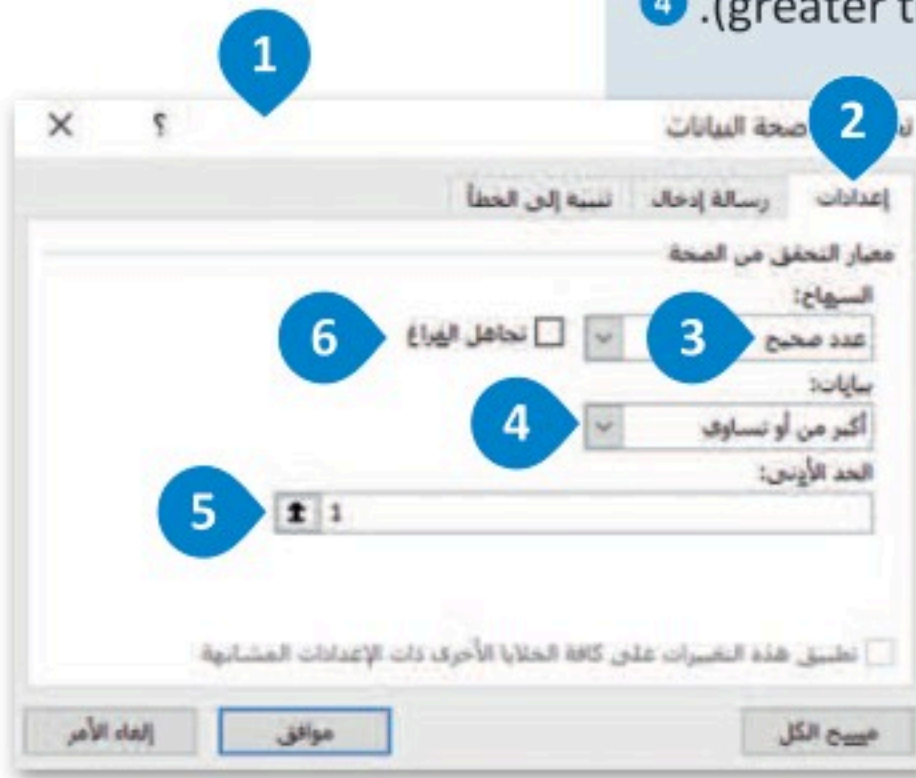 4 .(greater t
1
2
صحة البيانات
إعدادات رسالة إدخال تنبيه إلى الخطأ
معيار التحقق من الصحة
السماح:
عدد صحيح
3
تجاهل الفراغ
6
بيانات:
أكبر من أو تساوي
4
الحد الأدنى:
1
5
تطبيق هذه التغييرات على كافة الخلايا الأخرى ذات الإعدادات المشابهة
مسح الكل
موافق
إلغاء الأمر